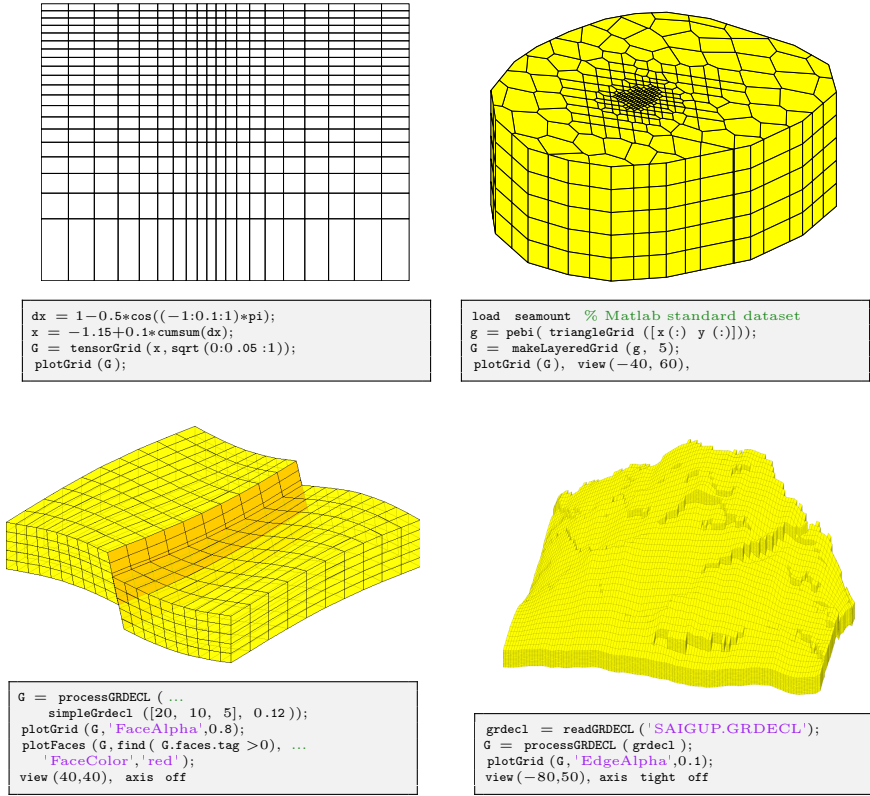 dx = 1−0.5*cos((−1:0.1:1)*pi);
x = −1.15+0.1*cumsum(dx);
G = tensorGrid(x,sqrt(0:0.05:1));
plotGrid(G);
load seamount % Matlab standard dataset
g = pebi(triangleGrid([x(:) y(:)]));
G = makeLayeredGrid(g, 5);
plotGrid(G), view(−40, 60),
G = processGRDECL( ...
simpleGrdecl([20, 10, 5], 0.12));
plotGrid(G,'FaceAlpha',0.8);
plotFaces(G,find(G.faces.tag>0), ...
'FaceColor','red');
view(40,40), axis off
grdecl = readGRDECL('SAIGUP.GRDECL');
G = processGRDECL(grdecl);
plotGrid(G,'EdgeAlpha',0.1);
view(−80,50), axis tight off